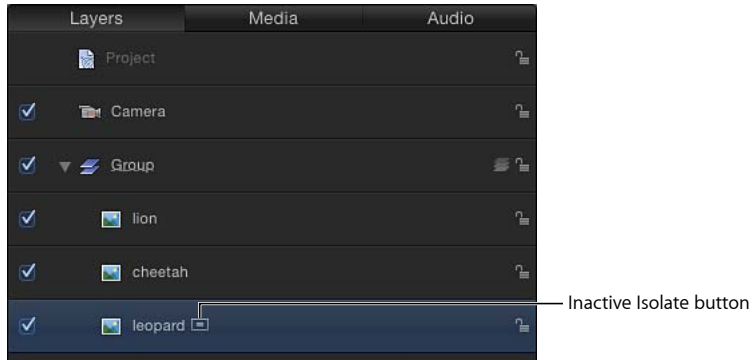 Layers Media Audio
Project
Camera
Group
lion
cheetah
leopard
Inactive Isolate button